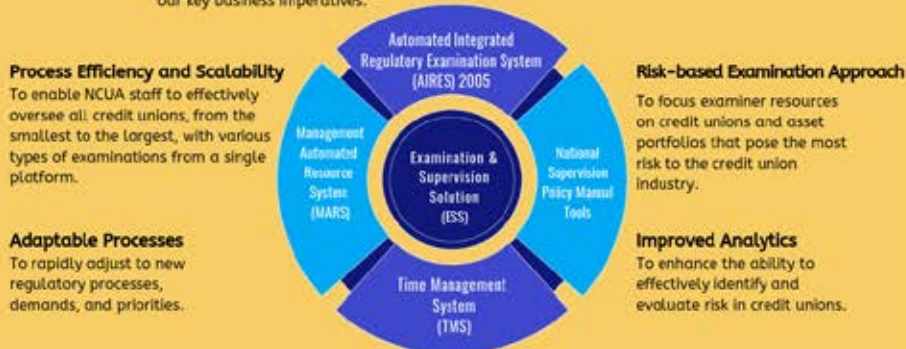 our key business imperatives.
Process Efficiency and Scalability
To enable NCUA staff to effectively
oversee all credit unions, from the
smallest to the largest, with various
types of examinations from a single
platform.
Adaptable Processes
To rapidly adjust to new
regulatory processes,
demands, and priorities.
Automated Integrated
Regulatory Examination System
(AIRES) 2005
Management
Automated
Resource
System
(MARS)
Examination &
Supervision
Solution
(ESS)
National
Supervision
Policy Manual
Tools
Time Management
System
(TMS)
Risk-based Examination Approach
To focus examiner resources
on credit unions and asset
portfolios that pose the most
risk to the credit union
industry.
Improved Analytics
To enhance the ability to
effectively identify and
evaluate risk in credit unions.